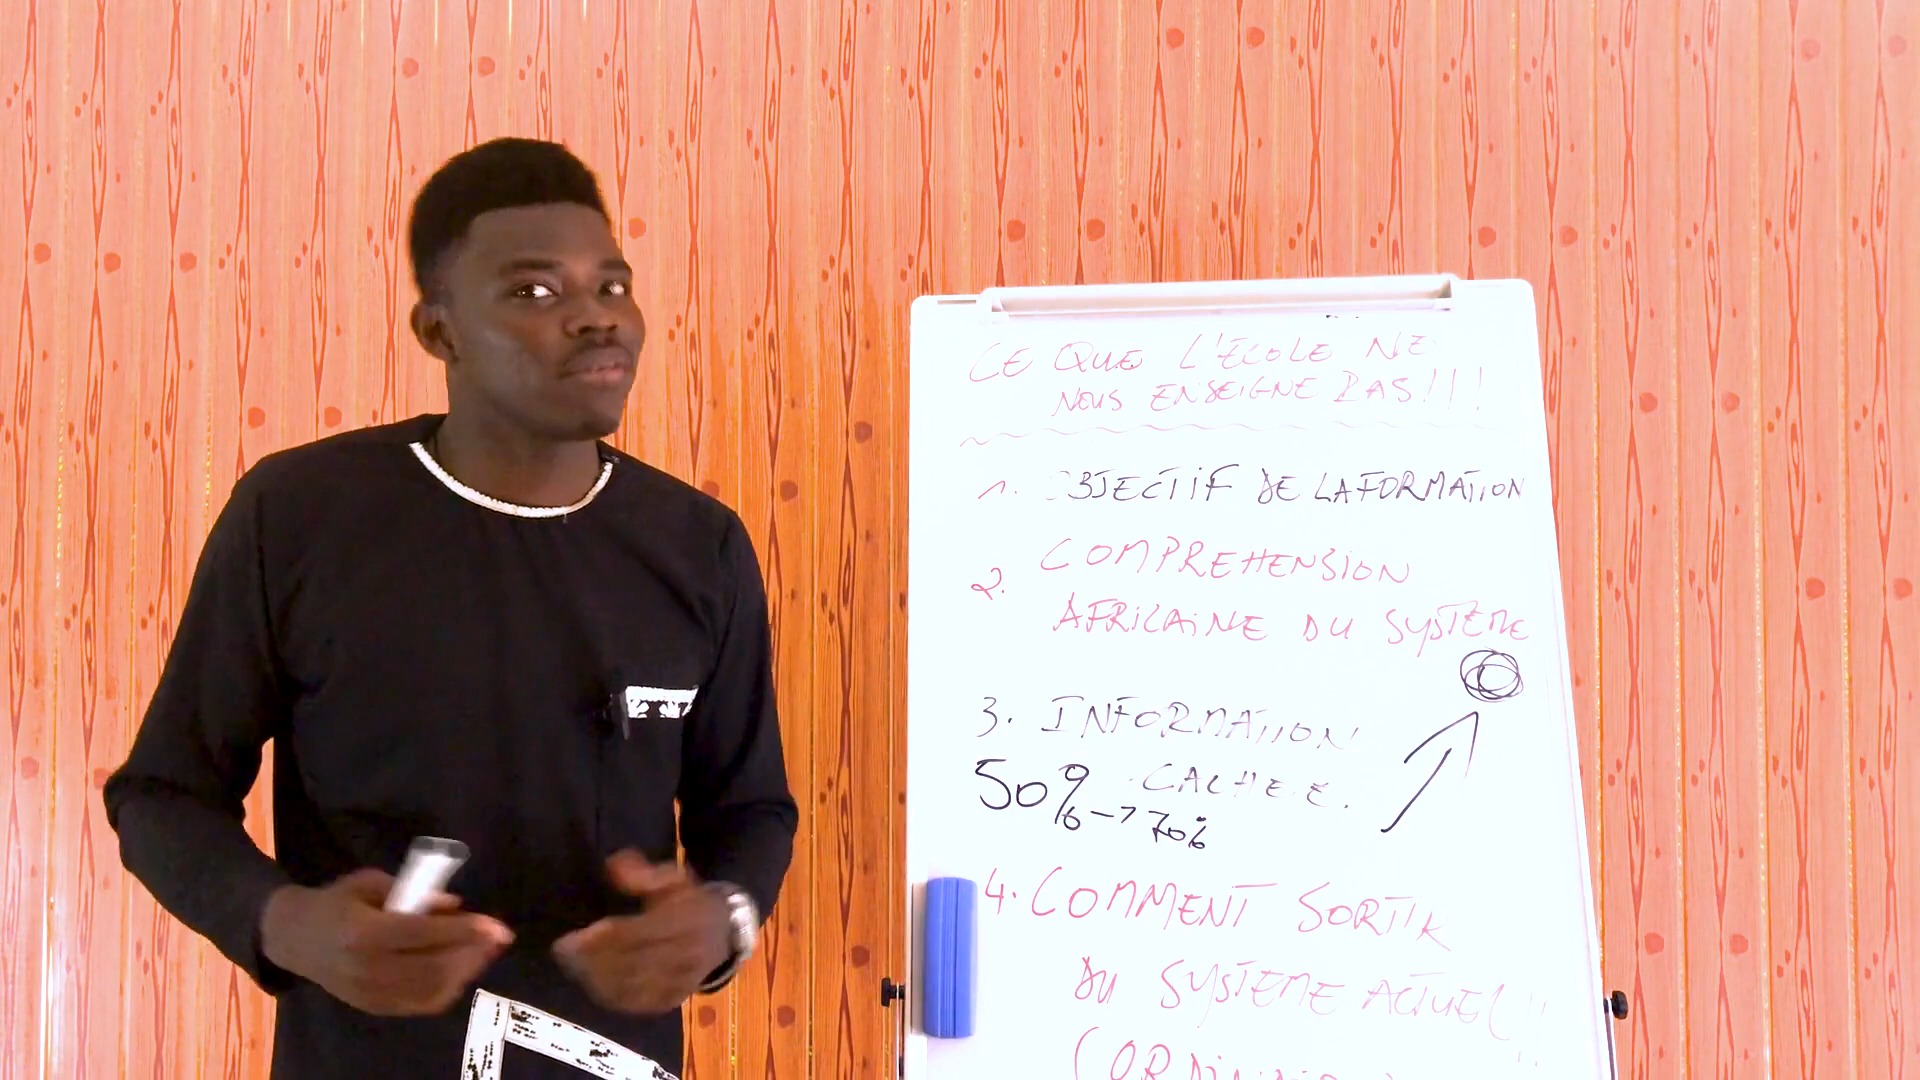 CE QUE L'ECOLE NE
NOUS ENSEIGNE PAS!!!
1. OBJECTIF DE LA FORMATION
2. COMPREHENSION
AFRICAINE DU SYSTEME
3. INFORMATION
CACHEE.
50% -> 70%
4. COMMENT SORTIR
DU SYSTEME ACTUEL!!